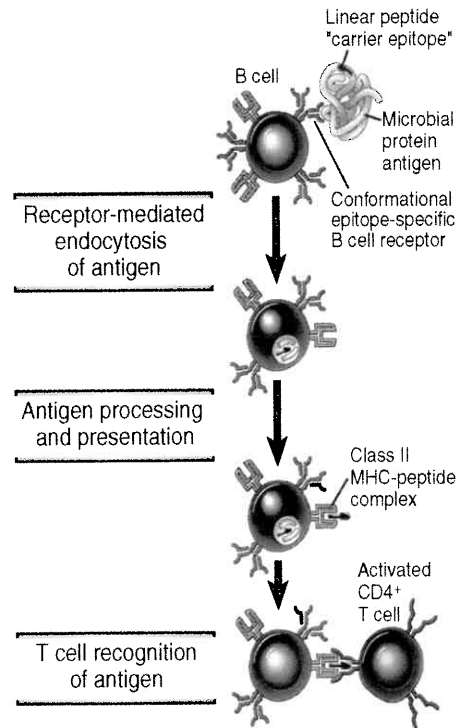 Linear peptide
"carrier epitope"
B cell
Microbial
protein
antigen
Conformational
epitope-specific
B cell receptor
Receptor-mediated
endocytosis
of antigen
Antigen processing
and presentation
Class II
MHC-peptide
complex
Activated
CD4+
T cell
T cell recognition
of antigen